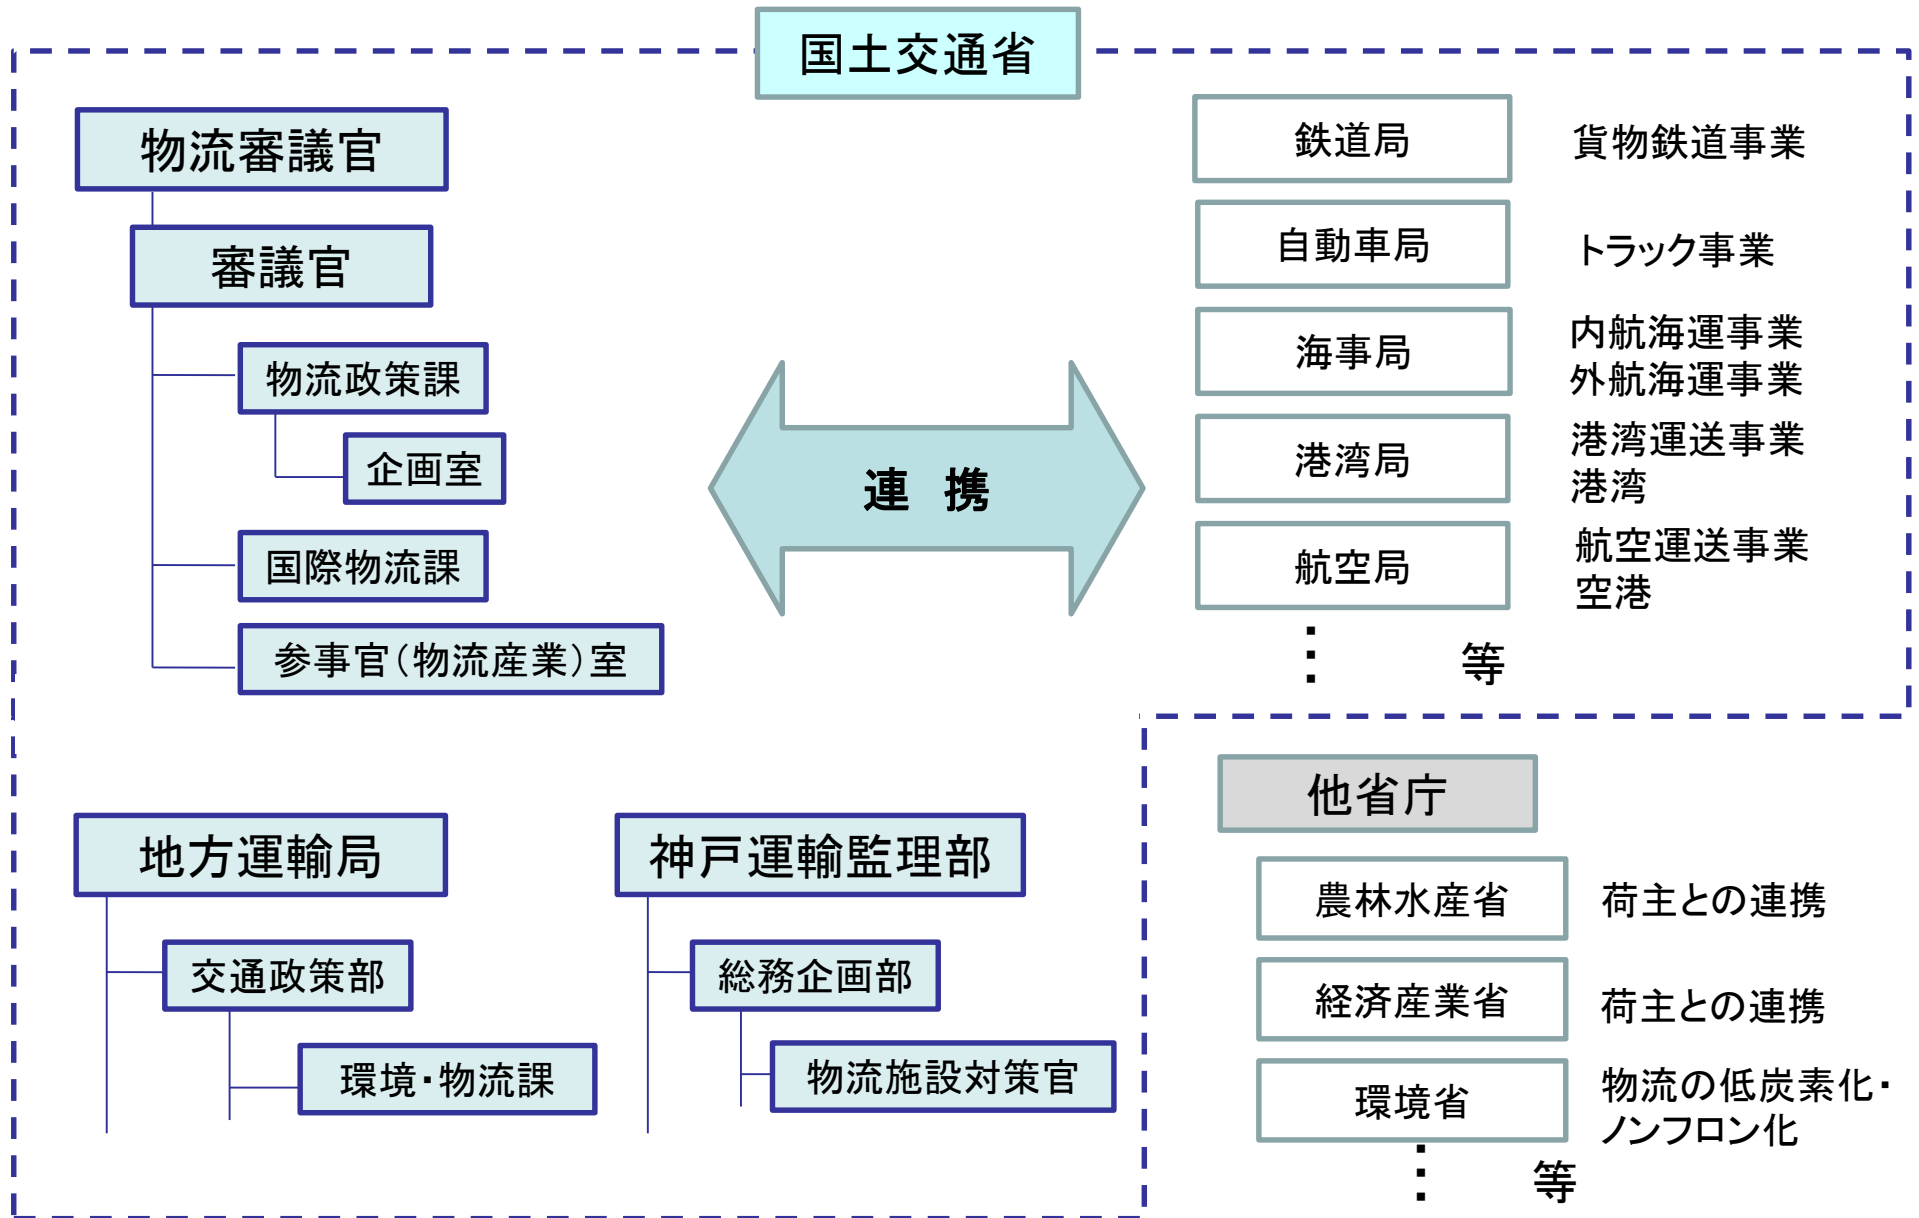 国土交通省
物流審議官
審議官
物流政策課
企画室
国際物流課
参事官(物流産業)室
連 携
鉄道局
貨物鉄道事業
自動車局
トラック事業
海事局
内航海運事業
外航海運事業
港湾局
港湾運送事業
港湾
航空局
航空運送事業
空港
⋮ 等
地方運輸局
交通政策部
環境・物流課
神戸運輸監理部
総務企画部
物流施設対策官
他省庁
農林水産省
荷主との連携
経済産業省
荷主との連携
環境省
物流の低炭素化・
ノンフロン化
⋮ 等